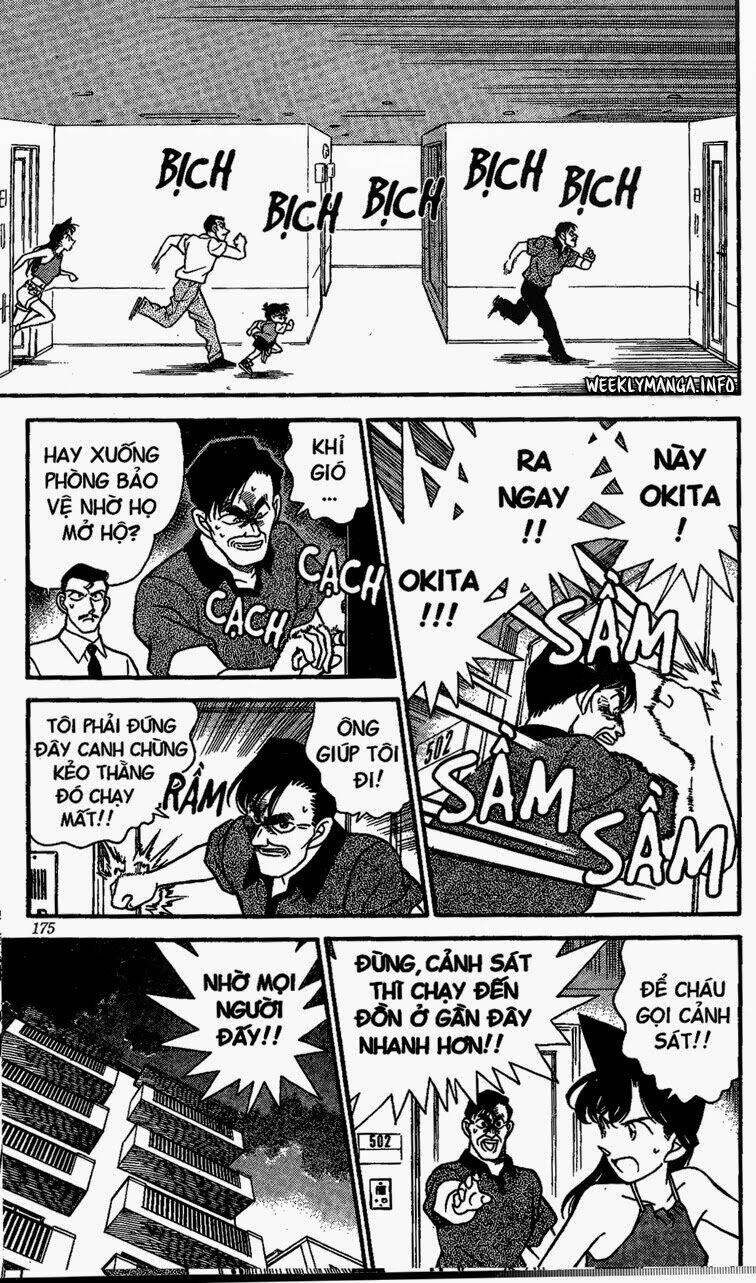 BỊCH
BỊCH
BỊCH
BỊCH
BỊCH
WEEKLYMANGA.INFO
NÀY
OKITA
!
RA
NGAY
!!
OKITA
!!!
SẦM
SẦM
SẦM
502
KHỈ
GIÓ
...
HAY XUỐNG
PHÒNG BẢO
VỆ NHỜ HỌ
MỞ HỘ?
CẠCH
CẠCH
ÔNG
GIÚP TÔI
ĐI!
TÔI PHẢI ĐỨNG
ĐÂY CANH CHỪNG
KẺO THẰNG
ĐÓ CHẠY
MẤT!!
RẦM
175
ĐỂ CHÁU
GỌI CẢNH
SÁT!!
ĐỪNG, CẢNH SÁT
THÌ CHẠY ĐẾN
ĐỒN Ở GẦN ĐÂY
NHANH HƠN!!
502
NHỜ MỌI
NGƯỜI
ĐẤY!!